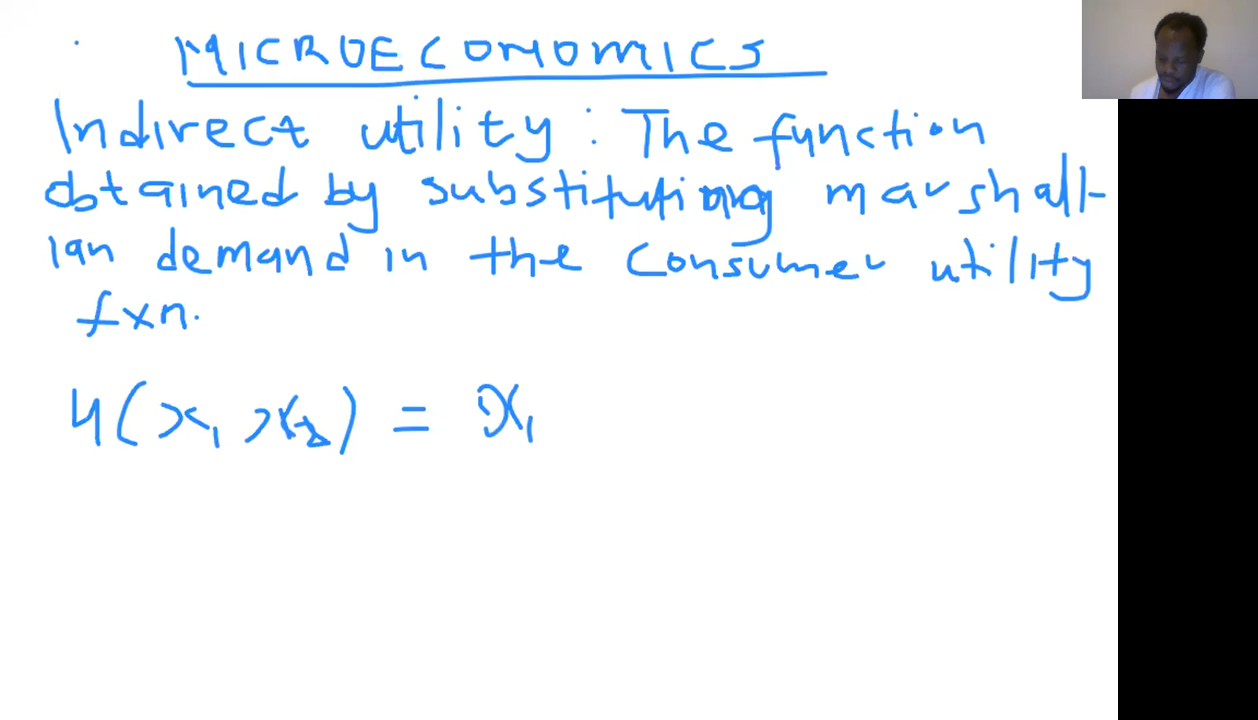 MICROECONOMICS
Indirect utility : The function
obtained by substituting marshall-
ian demand in the consumer utility
fxn.
u(x₁ x₂) = x₁